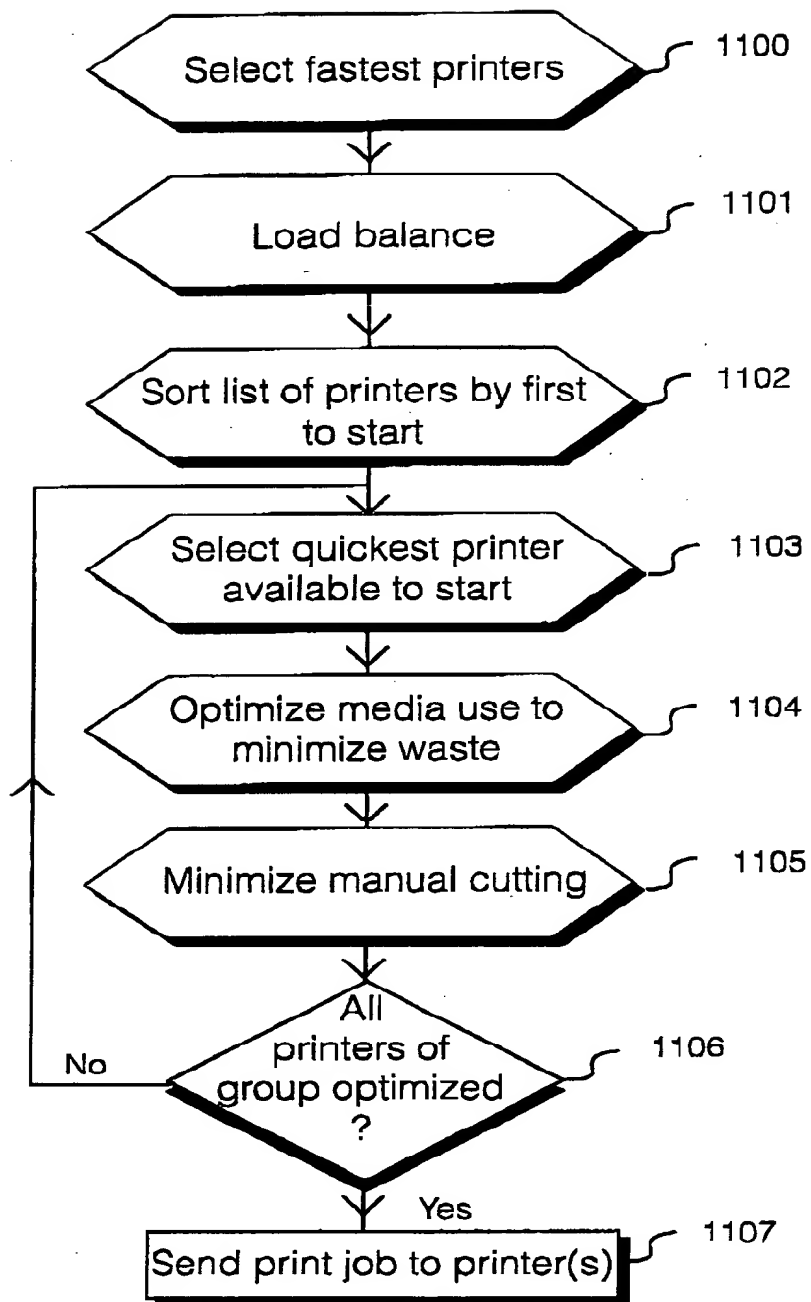 Select fastest printers
1100
Load balance
1101
Sort list of printers by first
to start
1102
Select quickest printer
available to start
1103
Optimize media use to
minimize waste
1104
Minimize manual cutting
1105
All
printers of
group optimized
?
1106
No
Yes
Send print job to printer(s)
1107